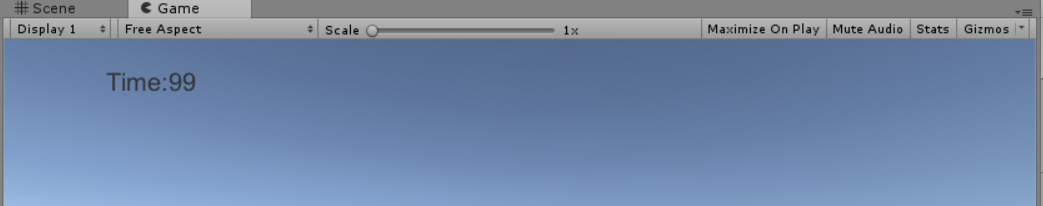 Scene Game
Display 1 Free Aspect Scale 1x Maximize On Play Mute Audio Stats Gizmos
Time:99